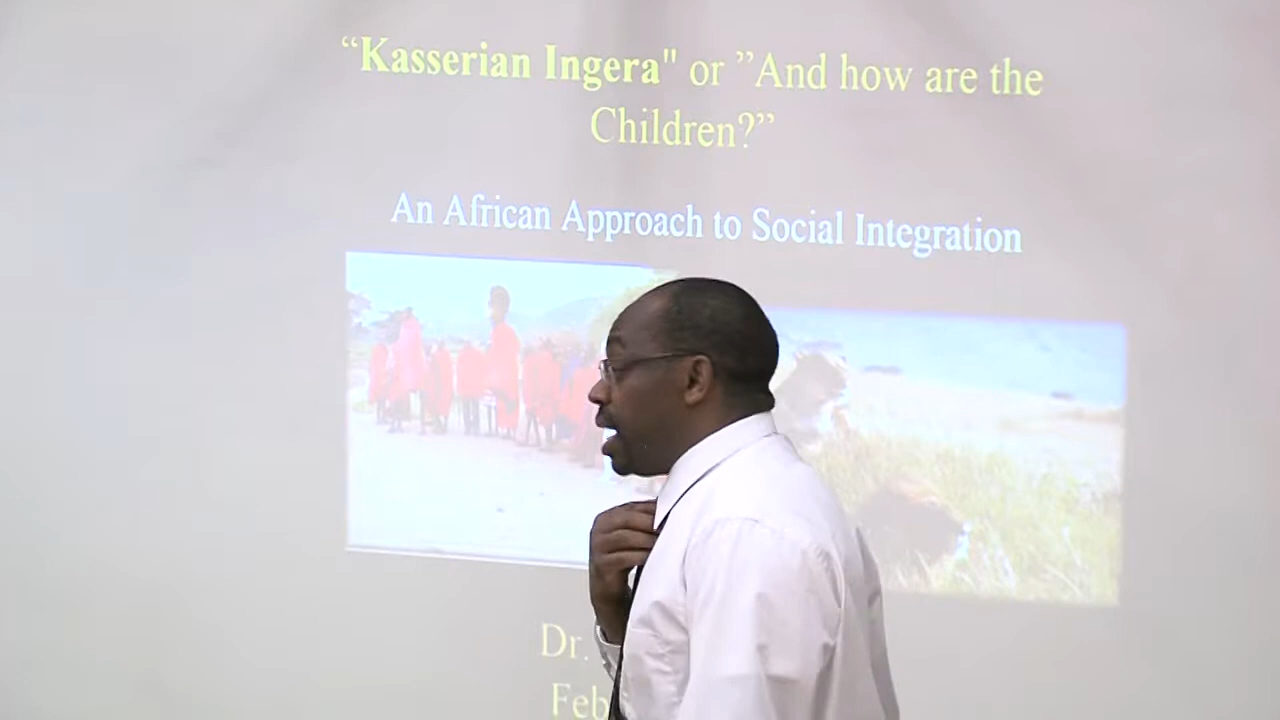 “Kasserian Ingera" or ”And how are the
Children?”
An African Approach to Social Integration
Dr.
Feb